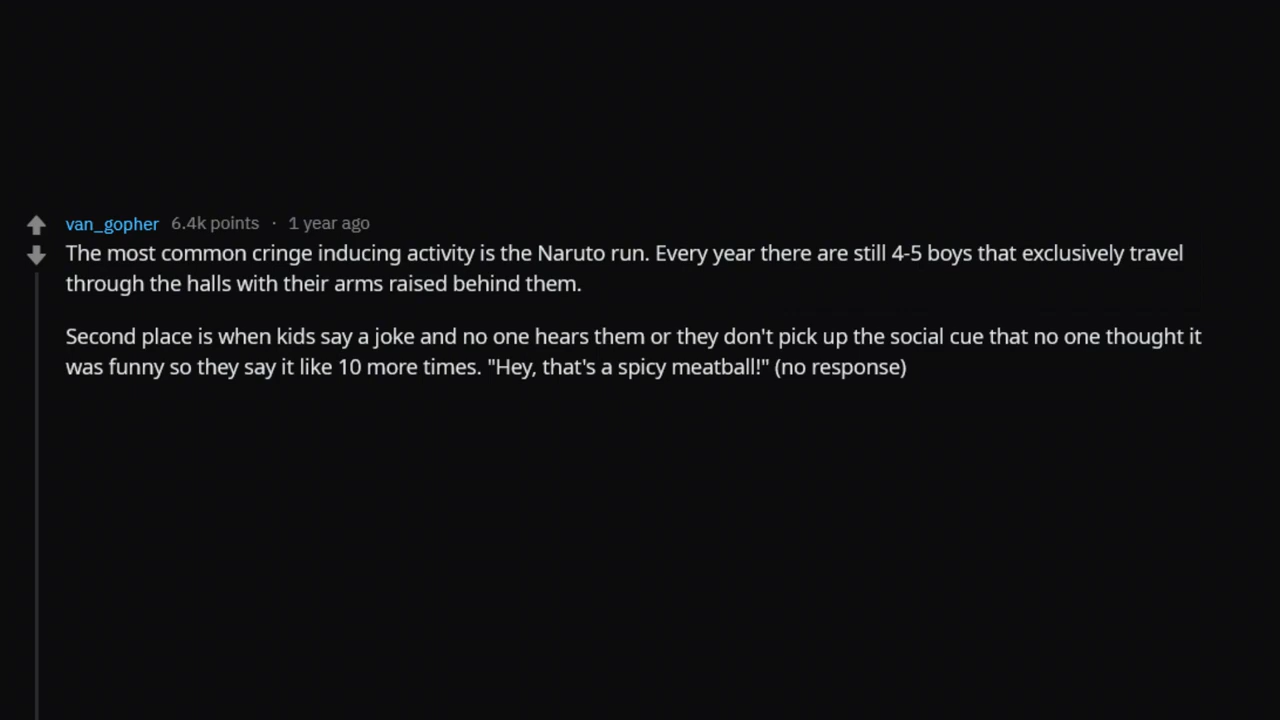 van_gopher 6.4k points · 1 year ago
The most common cringe inducing activity is the Naruto run. Every year there are still 4-5 boys that exclusively travel
through the halls with their arms raised behind them.
Second place is when kids say a joke and no one hears them or they don't pick up the social cue that no one thought it
was funny so they say it like 10 more times. "Hey, that's a spicy meatball!" (no response)